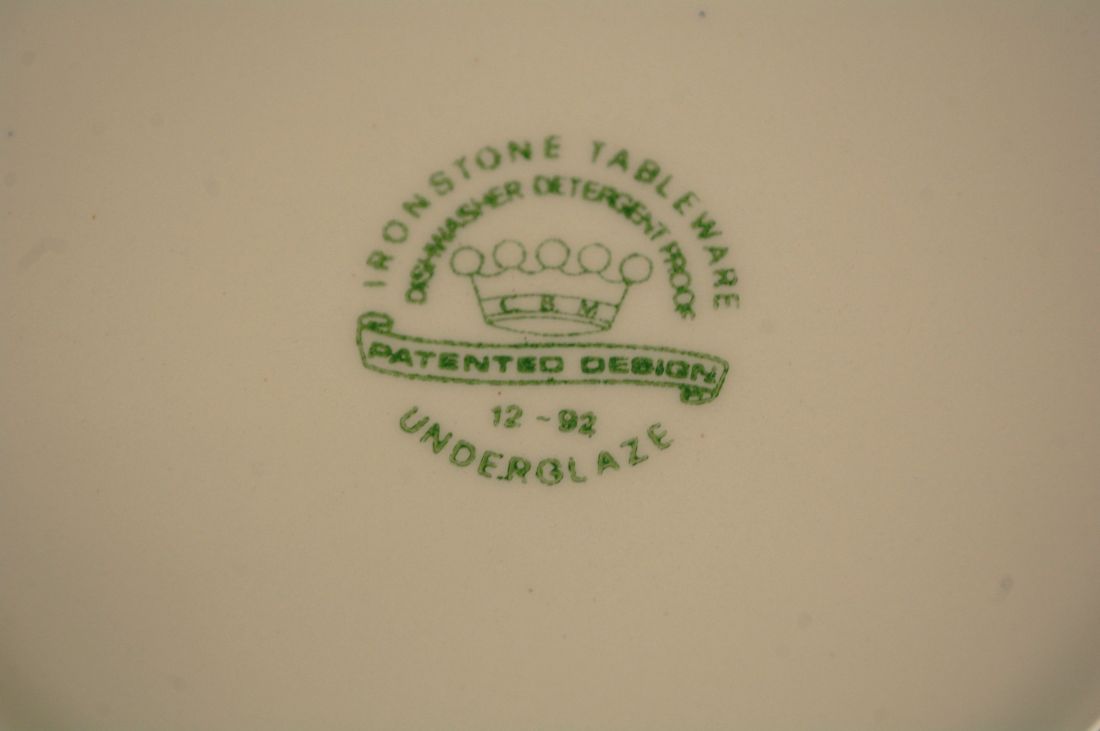 IRONSTONE TABLEWARE
DISHWASHER DETERGENT PROOF
C. B. M.
PATENTED DESIGN
12 - 92
UNDERGLAZE